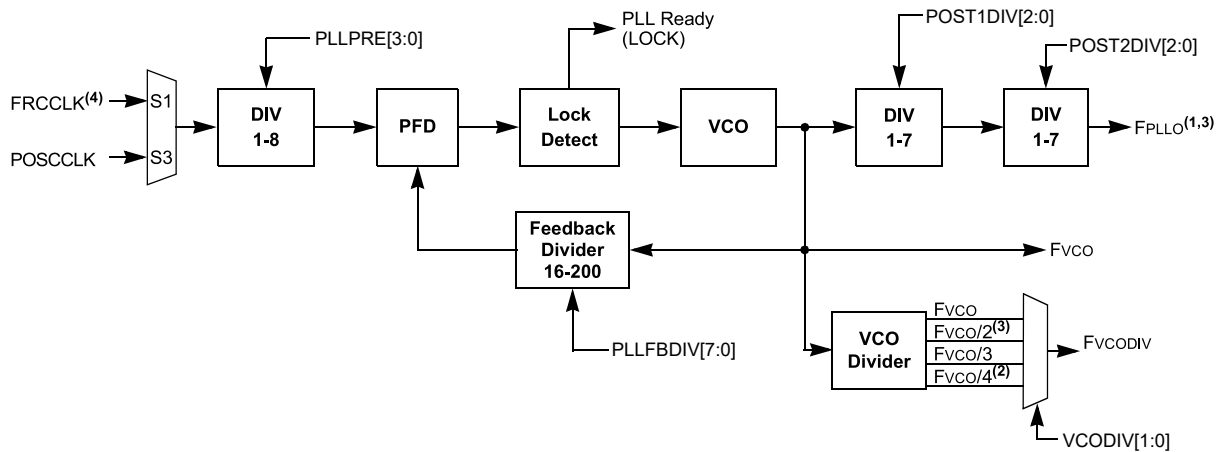 PLLPRE[3:0]
PLL Ready
(LOCK)
POST1DIV[2:0]
POST2DIV[2:0]
FRCCLK(4)
POSCCLK
S1
S3
DIV
1-8
PFD
Lock
Detect
VCO
DIV
1-7
DIV
1-7
FPLLO(1,3)
Feedback
Divider
16-200
FVCO
PLLFBDIV[7:0]
VCO
Divider
FVCO
FVCO/2(3)
FVCO/3
FVCO/4(2)
FVCODIV
VCODIV[1:0]